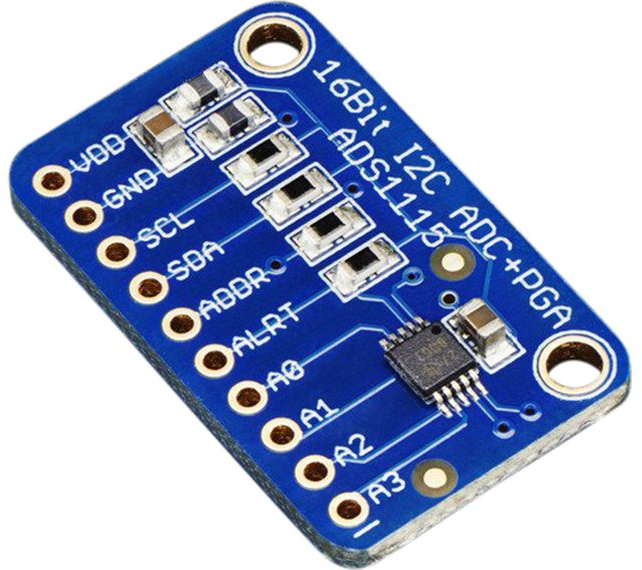 16Bit I2C ADC+PGA
ADS1115
VDD
GND
SCL
SDA
ADDR
ALRT
A0
A1
A2
A3